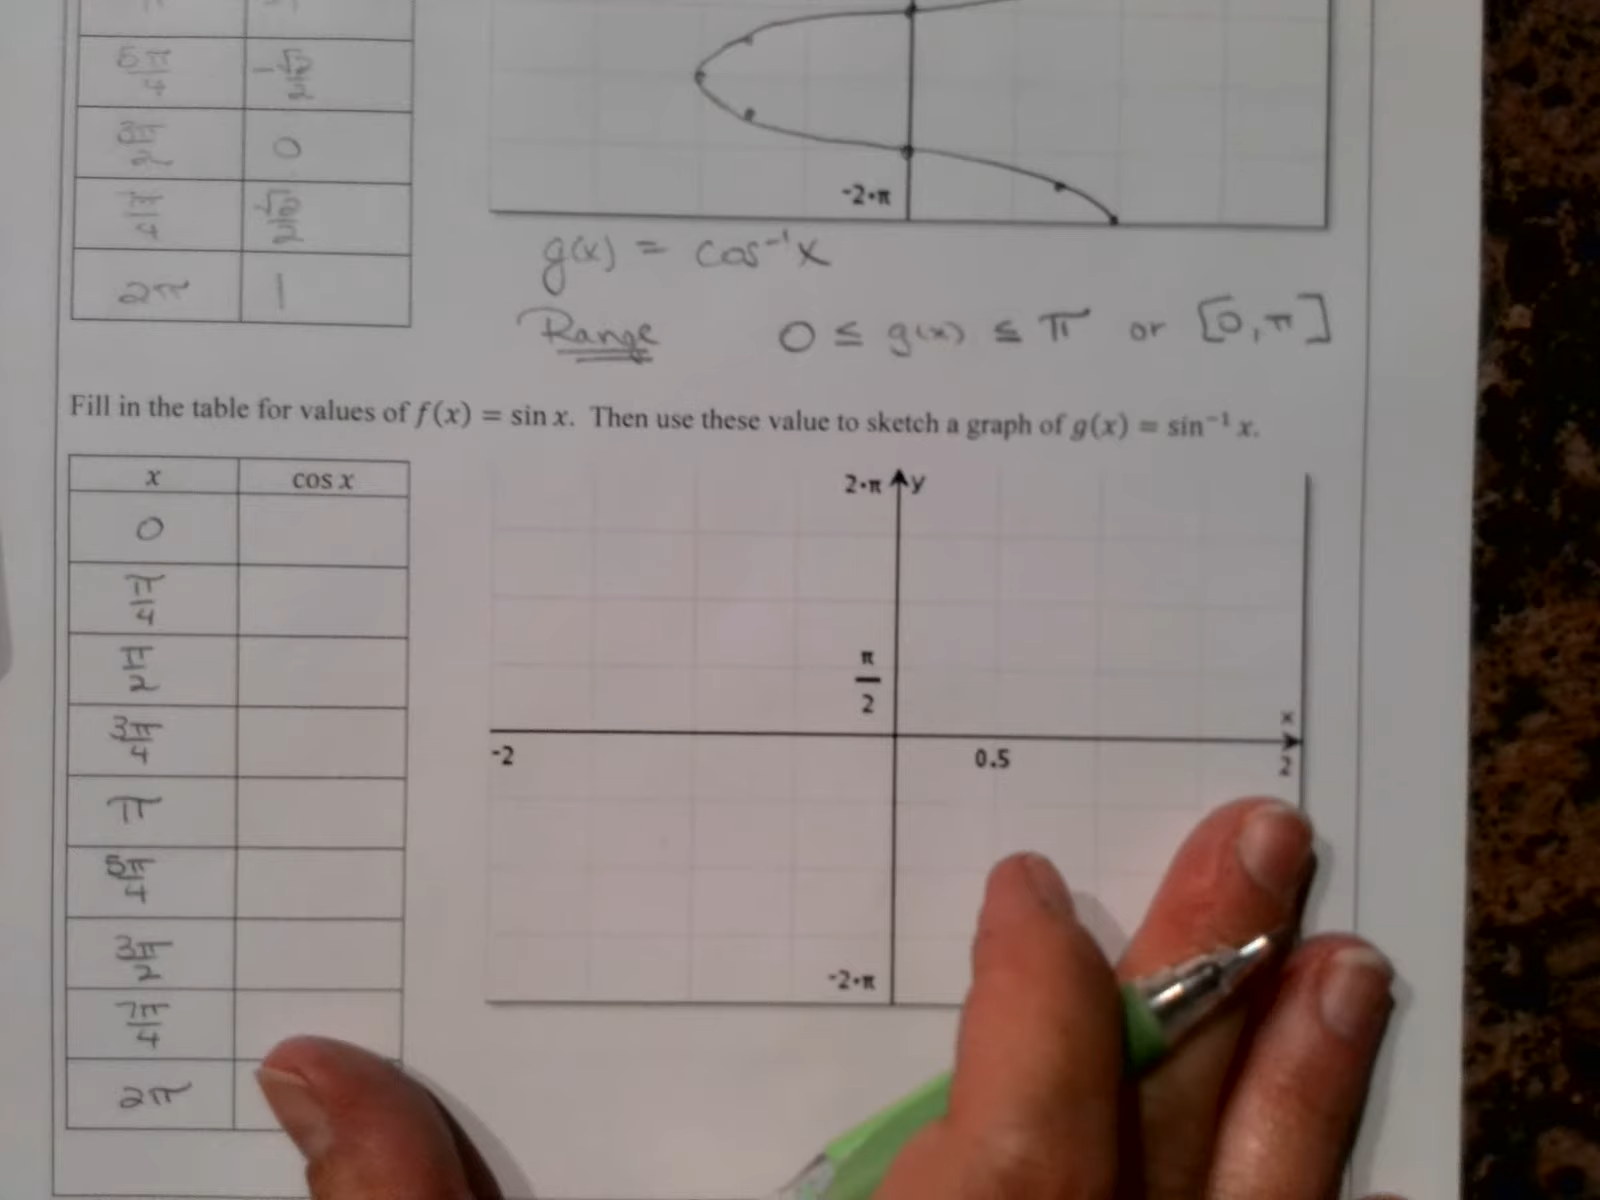 5π/4 -√2/2
3π/2 0
7π/4 √2/2
2π 1
-2•π
g(x) = cos⁻¹x
Range 0 ≤ g(x) ≤ π or [0, π]
Fill in the table for values of f(x) = sin x. Then use these value to sketch a graph of g(x) = sin⁻¹ x.
x cos x
0
π/4
π/2
3π/4
π
5π/4
3π/2
7π/4
2π
2•π y
π/2
x
-2 0.5 2
-2•π